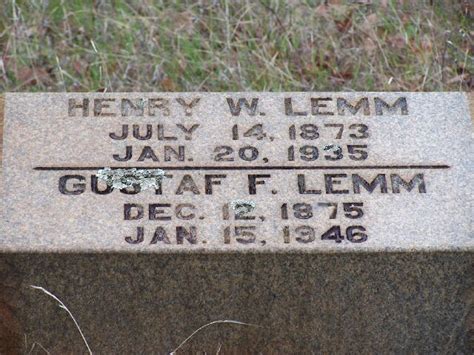 HENRY W. LEMM
JULY 14, 1873
JAN. 20, 1935
GUSTAF F. LEMM
DEC. 12, 1875
JAN. 15, 1946